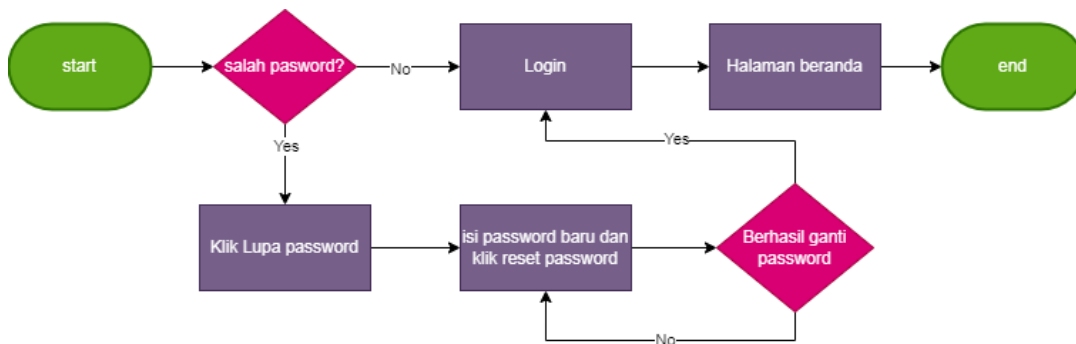 start
salah pasword?
No
Login
Halaman beranda
end
Yes
Yes
Klik Lupa password
isi password baru dan
klik reset password
Berhasil ganti
password
No